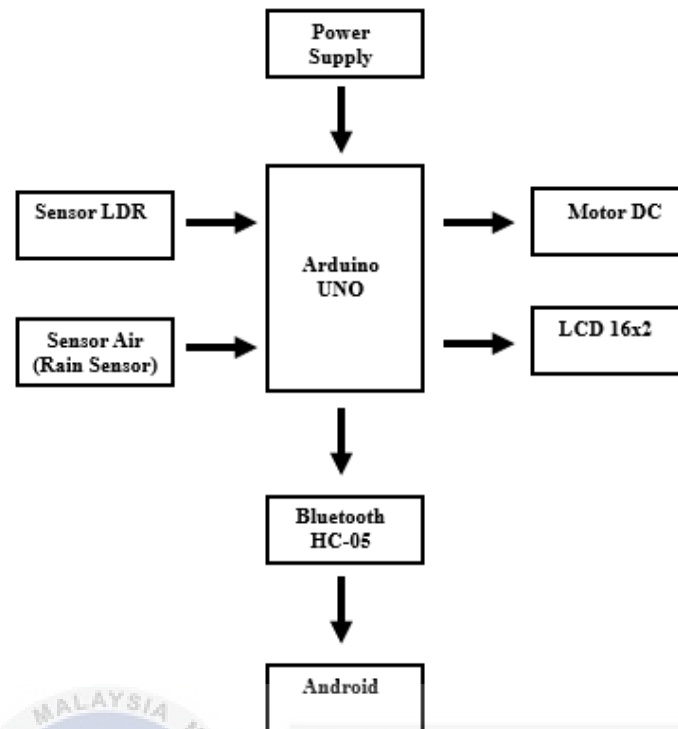 Power
Supply
Sensor LDR
Motor DC
Arduino
UNO
Sensor Air
(Rain Sensor)
LCD 16x2
Bluetooth
HC-05
Android
MALAYSIA